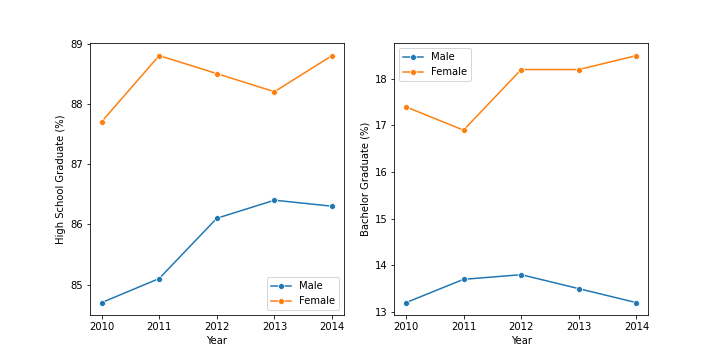 89
88
87
86
85
High School Graduate (%)
2010 2011 2012 2013 2014
Year
Male
Female
18
17
16
15
14
13
Bachelor Graduate (%)
2010 2011 2012 2013 2014
Year
Male
Female